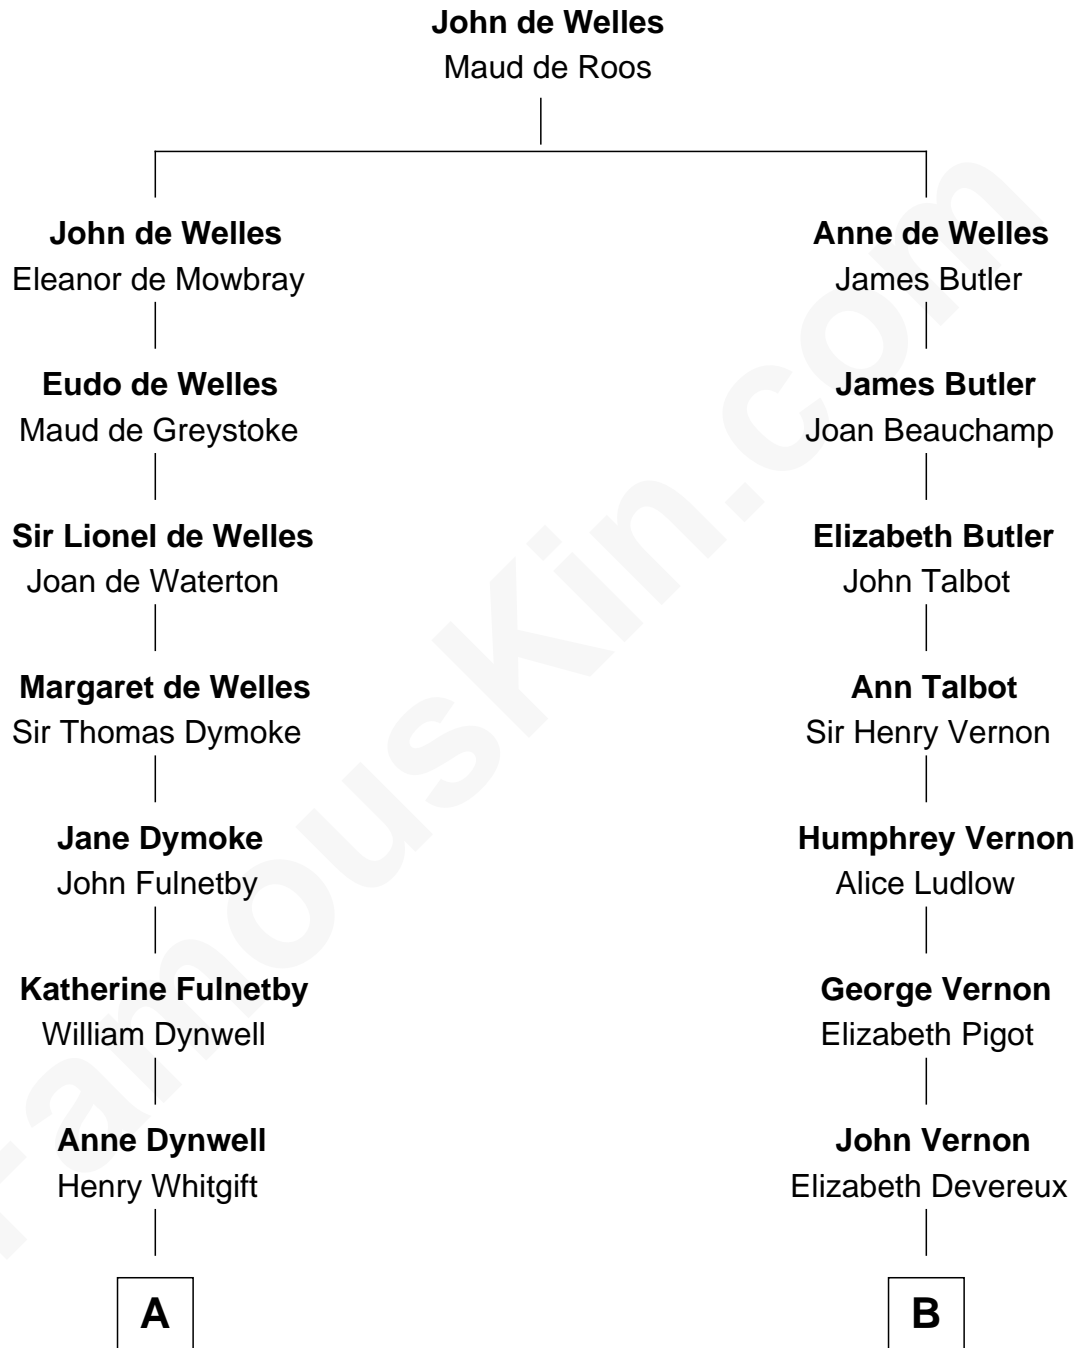 John de Welles
Maud de Roos
John de Welles
Eleanor de Mowbray
Anne de Welles
James Butler
Eudo de Welles
Maud de Greystoke
James Butler
Joan Beauchamp
Sir Lionel de Welles
Joan de Waterton
Elizabeth Butler
John Talbot
Margaret de Welles
Sir Thomas Dymoke
Ann Talbot
Sir Henry Vernon
Jane Dymoke
John Fulnetby
Humphrey Vernon
Alice Ludlow
Katherine Fulnetby
William Dynwell
George Vernon
Elizabeth Pigot
Anne Dynwell
Henry Whitgift
John Vernon
Elizabeth Devereux
A
B
FamousKin.com